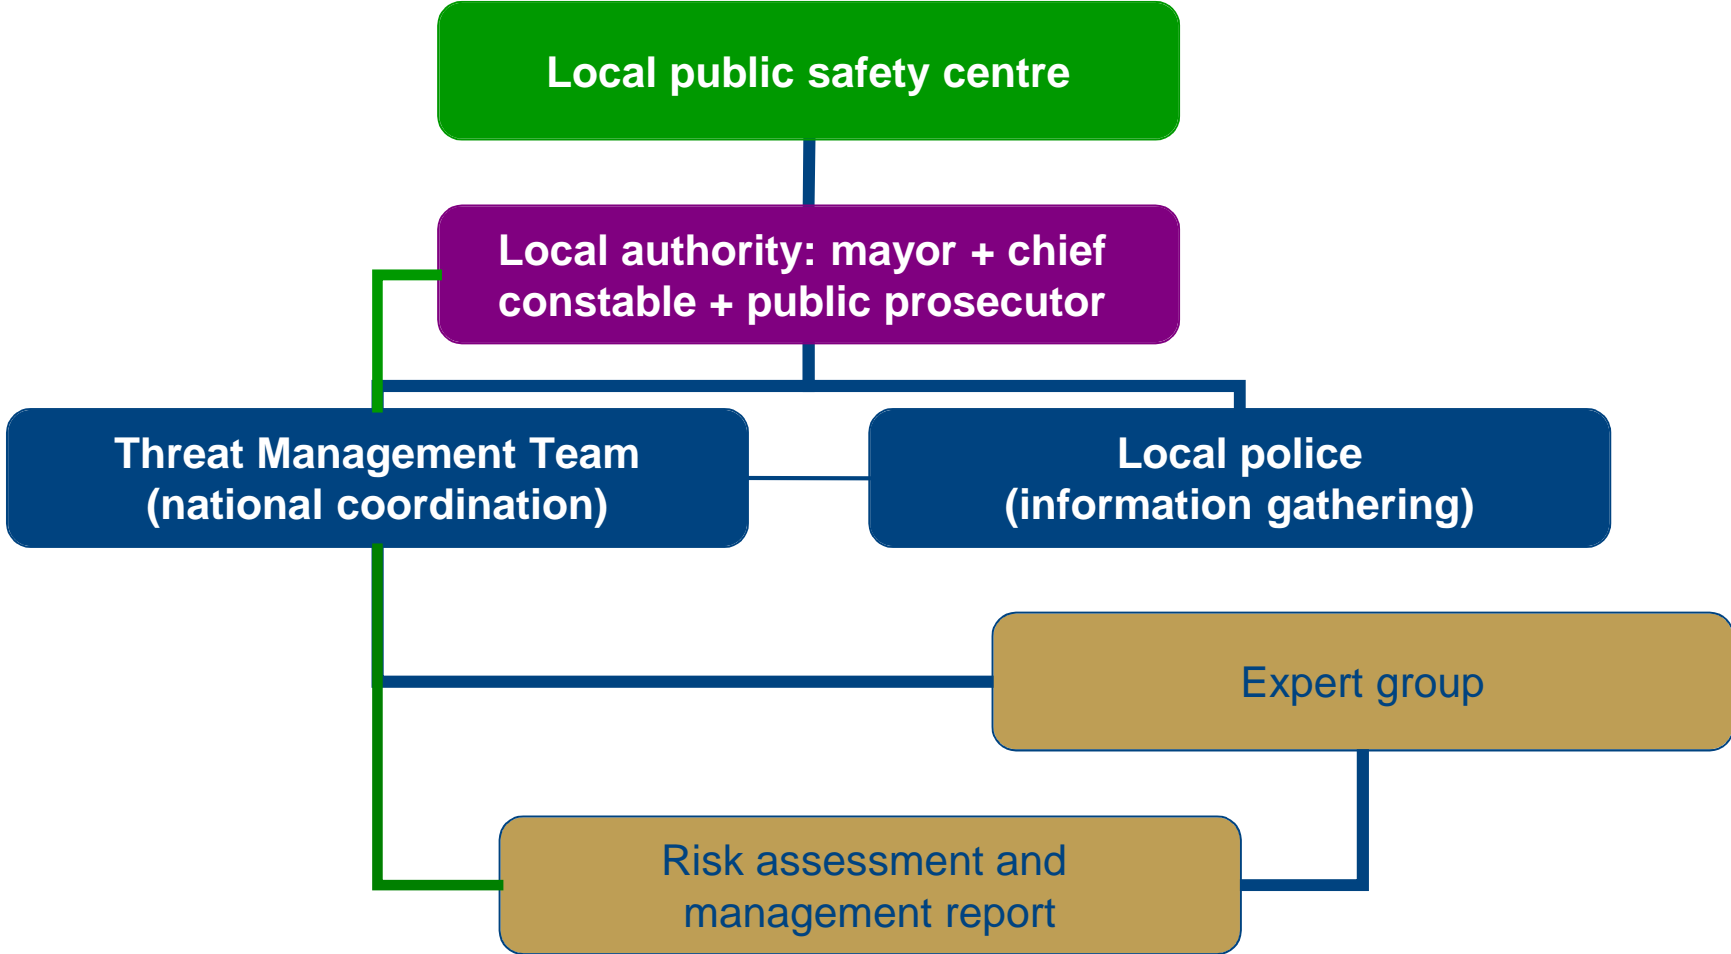 Local public safety centre
Local authority: mayor + chief
constable + public prosecutor
Threat Management Team
(national coordination)
Local police
(information gathering)
Expert group
Risk assessment and
management report